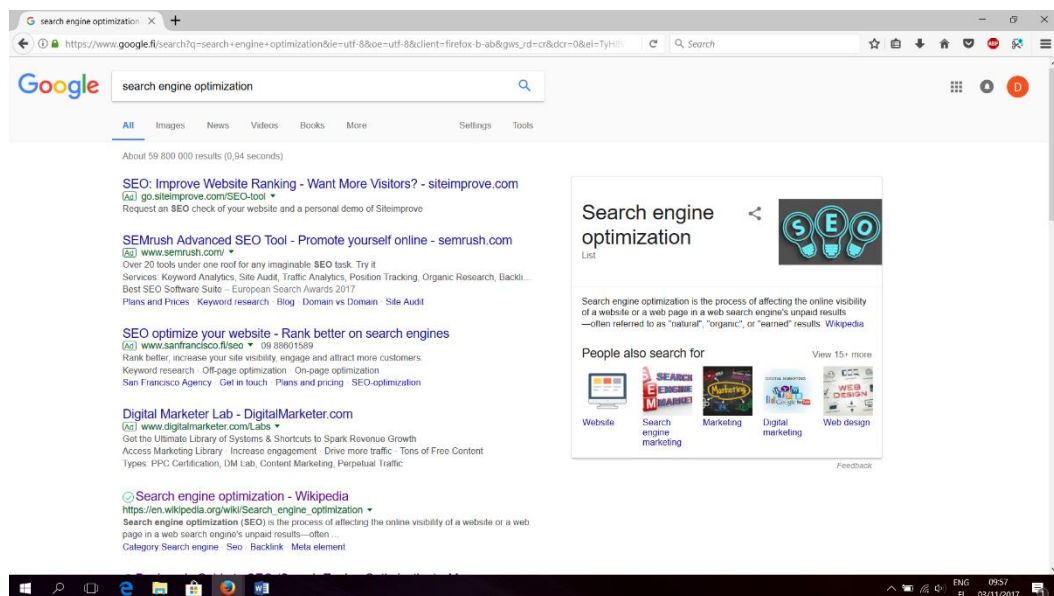 search engine optimization
https://www.google.fi/search?q=search+engine+optimization&ie=utf-8&oe=utf-8&client=firefox-b-ab&gws_rd=cr&dcr=0&ei=TyH
Search
Google
search engine optimization
D
All Images News Videos Books More Settings Tools
About 59 800 000 results (0,94 seconds)
SEO: Improve Website Ranking - Want More Visitors? - siteimprove.com
Ad go.siteimprove.com/SEO-tool
Request an SEO check of your website and a personal demo of Siteimprove
SEMrush Advanced SEO Tool - Promote yourself online - semrush.com
Ad www.semrush.com/
Over 20 tools under one roof for any imaginable SEO task. Try it
Services: Keyword Analytics, Site Audit, Traffic Analytics, Position Tracking, Organic Research, Backli...
Best SEO Software Suite – European Search Awards 2017
Plans and Prices · Keyword research · Blog · Domain vs Domain · Site Audit
SEO optimize your website - Rank better on search engines
Ad www.sanfrancisco.fi/seo 09 88601589
Rank better, increase your site visibility, engage and attract more customers.
Keyword research · Off-page optimization · On-page optimization
San Francisco Agency · Get in touch · Plans and pricing · SEO-optimization
Digital Marketer Lab - DigitalMarketer.com
Ad www.digitalmarketer.com/Labs
Get the Ultimate Library of Systems & Shortcuts to Spark Revenue Growth
Access Marketing Library · Increase engagement · Drive more traffic · Tons of Free Content
Types: PPC Certification, DM Lab, Content Marketing, Perpetual Traffic
Search engine optimization - Wikipedia
https://en.wikipedia.org/wiki/Search_engine_optimization
Search engine optimization (SEO) is the process of affecting the online visibility of a website or a web
page in a web search engine's unpaid results—often ...
Category Search engine · Seo · Backlink · Meta element
Search engine
optimization
List
SEO
Search engine optimization is the process of affecting the online visibility
of a website or a web page in a web search engine's unpaid results
—often referred to as "natural", "organic", or "earned" results. Wikipedia
People also search for
View 15+ more
SEARCH
ENGINE
MARKE
Marketing
DIGITAL MARKETING
WEB
DESIGN
Website
Search
engine
marketing
Marketing
Digital
marketing
Web design
Feedback
ENG
FI
09:57
03/11/2017